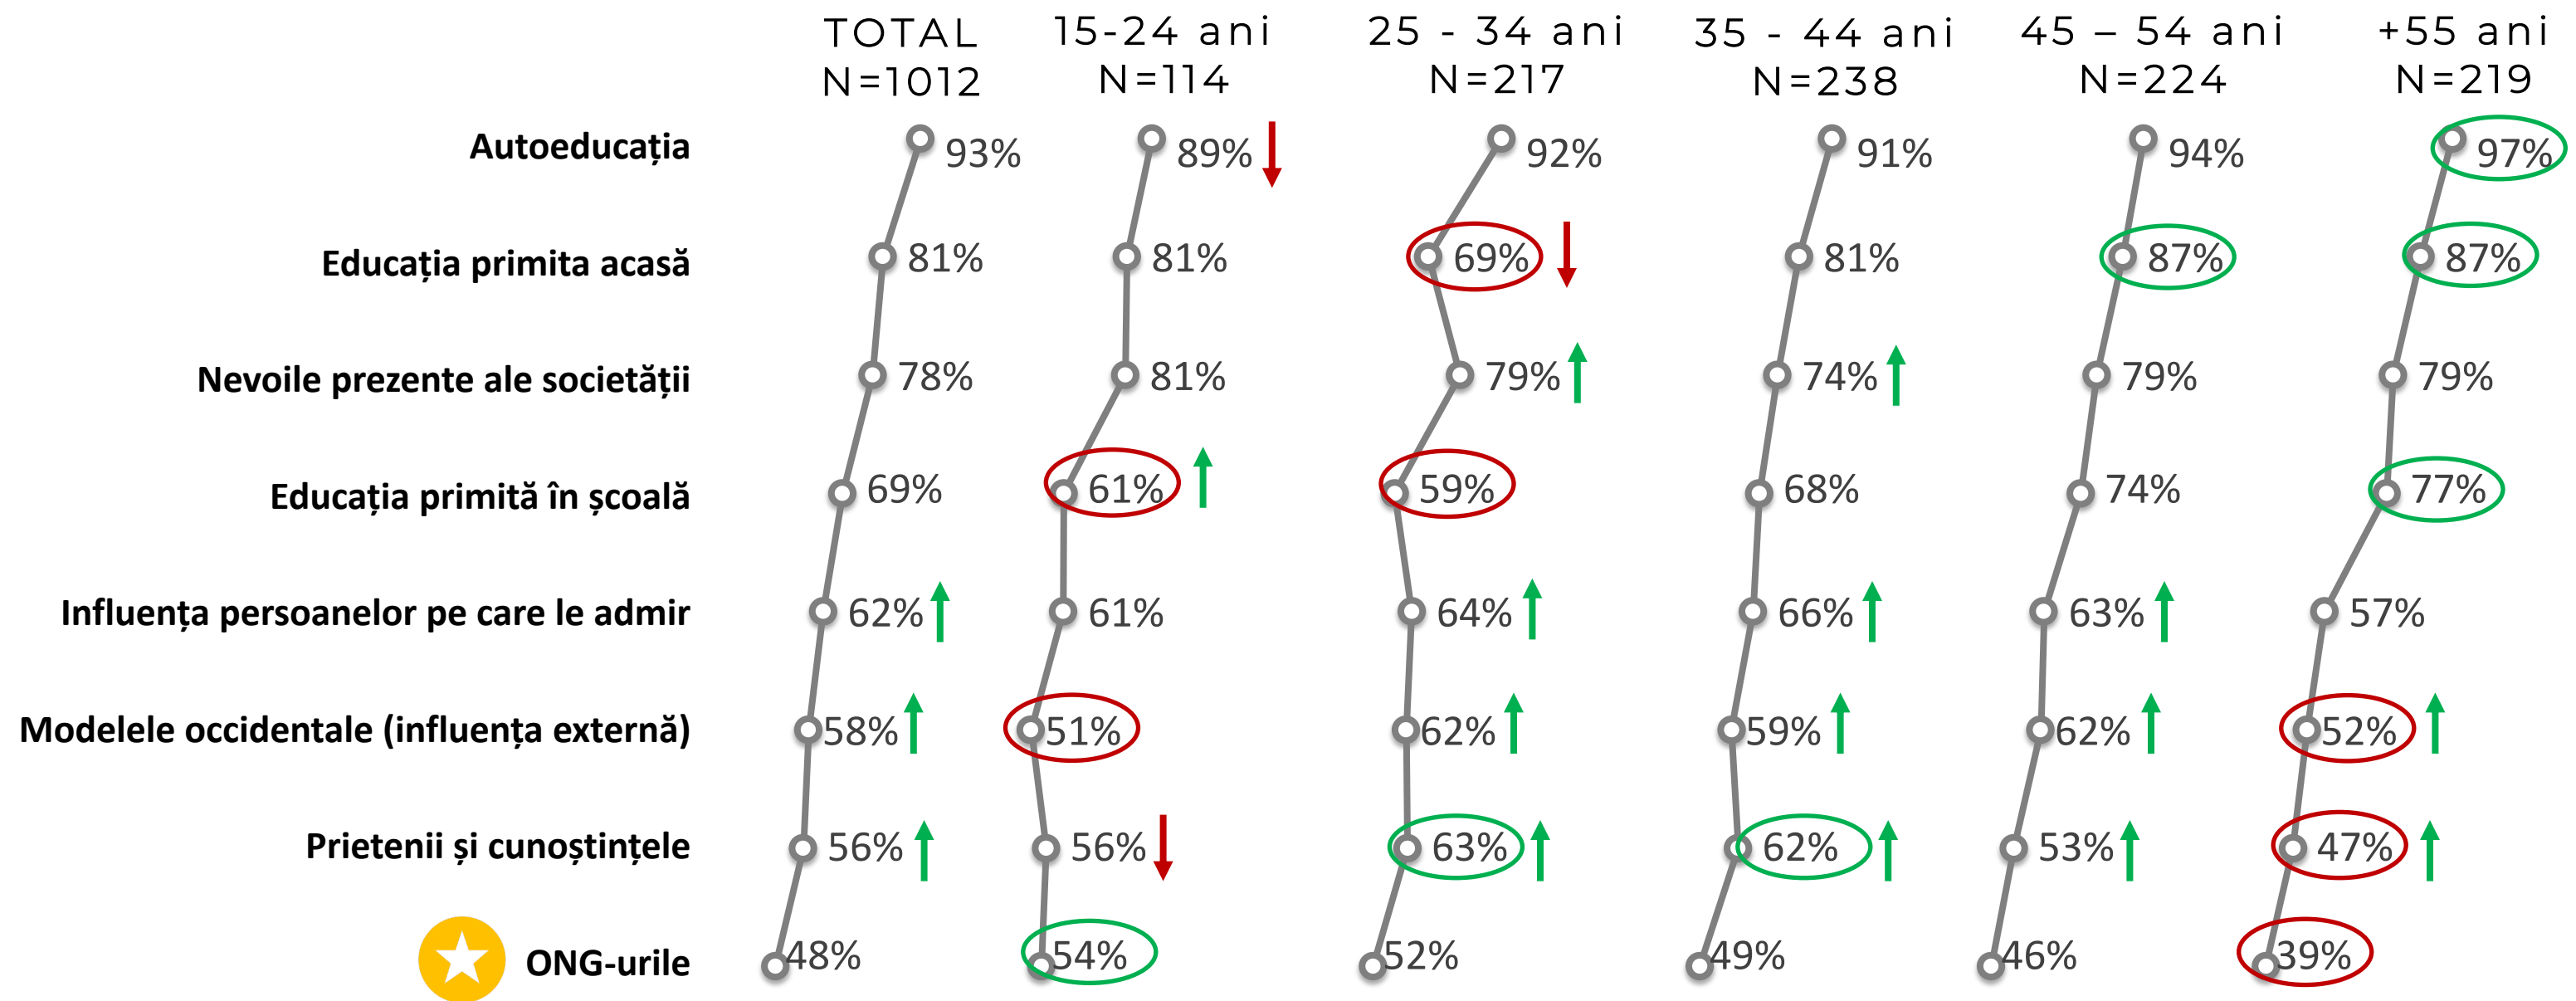 TOTAL 15-24 ani 25 - 34 ani 35 - 44 ani 45 – 54 ani +55 ani
N=1012 N=114 N=217 N=238 N=224 N=219
Autoeducația 93% 89% 92% 91% 94% 97%
Educația primita acasă 81% 81% 69% 81% 87% 87%
Nevoile prezente ale societății 78% 81% 79% 74% 79% 79%
Educația primită în școală 69% 61% 59% 68% 74% 77%
Influența persoanelor pe care le admir 62% 61% 64% 66% 63% 57%
Modelele occidentale (influența externă) 58% 51% 62% 59% 62% 52%
Prietenii și cunoștințele 56% 56% 63% 62% 53% 47%
ONG-urile 48% 54% 52% 49% 46% 39%